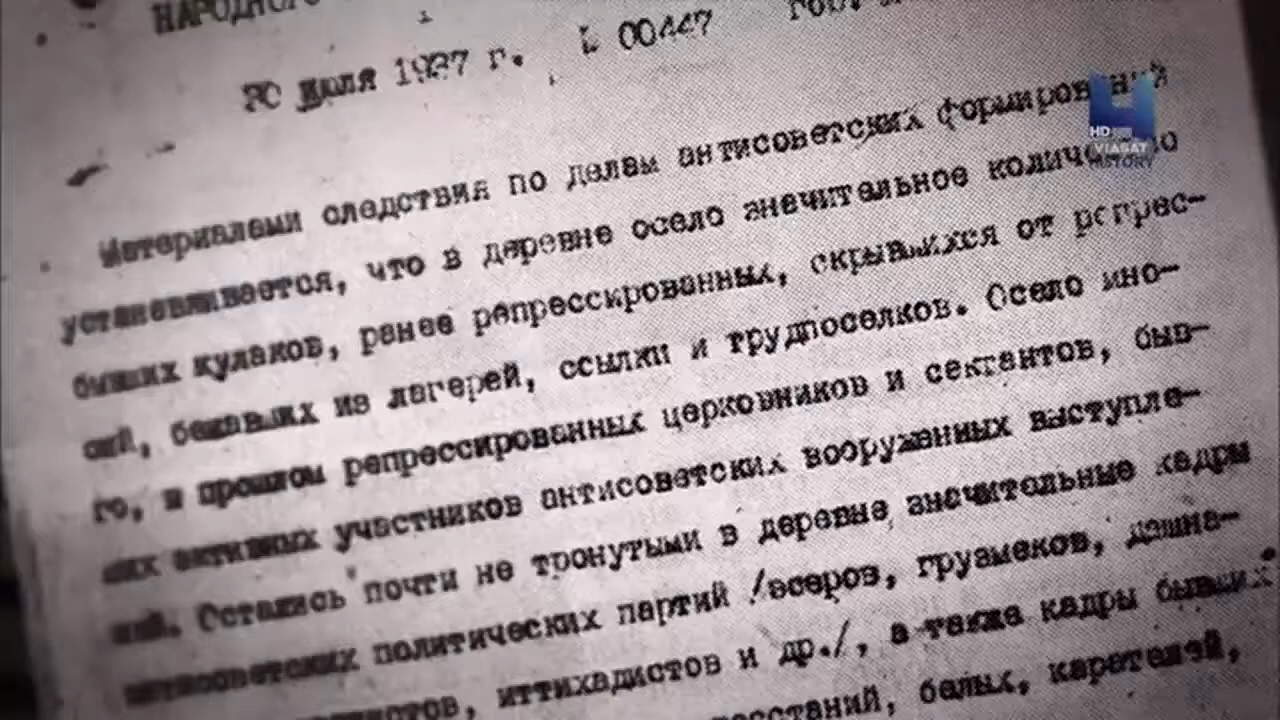 НАРОДНОГО
30 июля 1937 г. № 00447
Материалами следствия по делам антисоветских формирований
устанавливается, что в деревне осело значительное количество
бывших кулаков, ранее репрессированных, скрывшихся от репрес-
сий, бежавших из лагерей, ссылки и трудпоселков. Осело мно-
го, в прошлом репрессированных церковников и сектантов, быв-
ших активных участников антисоветских вооруженных выступле-
ний. Остались почти не тронутыми в деревне значительные кадры
антисоветских политических партий /эсеров, грузмеков, дашна-
иттихадистов и др./, а также кадры бывших
белых, карателей,
HD
VIASAT
HISTORY